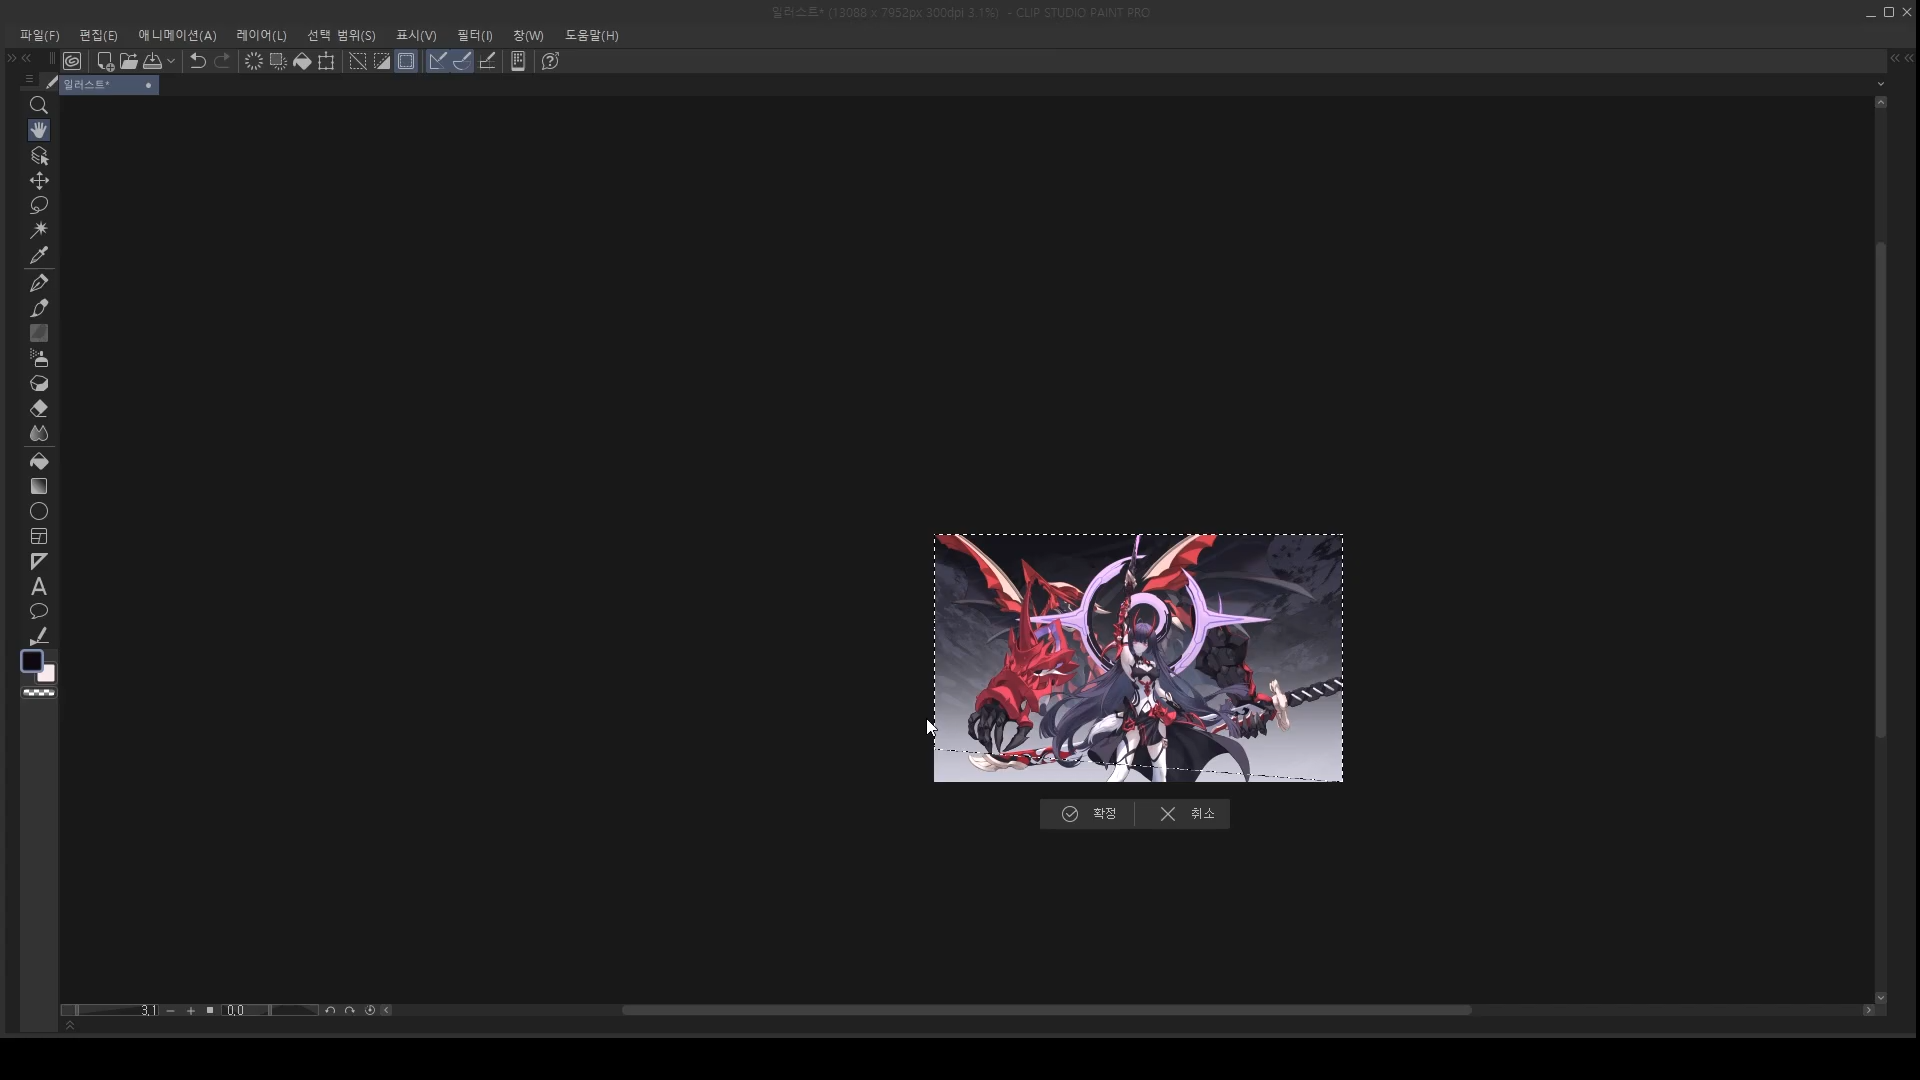 일러스트* (13088 x 7952px 300dpi 3.1%) - CLIP STUDIO PAINT PRO
파일(F) 편집(E) 애니메이션(A) 레이어(L) 선택 범위(S) 표시(V) 필터(I) 창(W) 도움말(H)
일러스트*
확정 취소
3.1 0.0